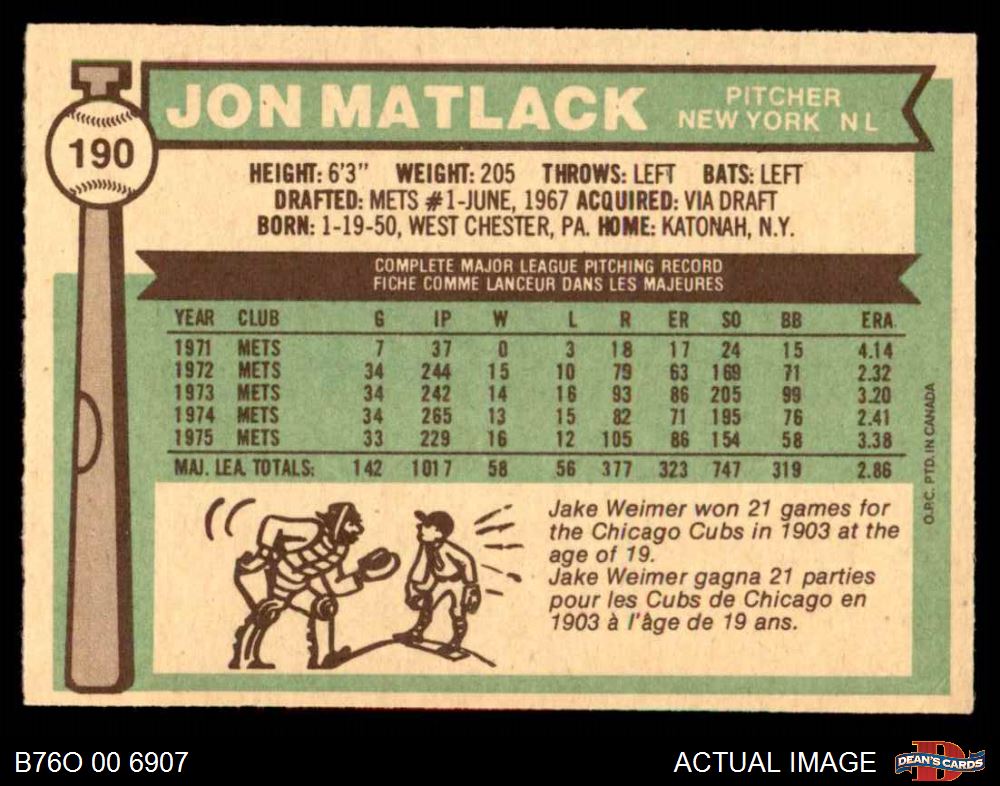 190
JON MATLACK
PITCHER
NEW YORK NL
HEIGHT: 6'3" WEIGHT: 205 THROWS: LEFT BATS: LEFT
DRAFTED: METS #1-JUNE, 1967 ACQUIRED: VIA DRAFT
BORN: 1-19-50, WEST CHESTER, PA. HOME: KATONAH, N.Y.
COMPLETE MAJOR LEAGUE PITCHING RECORD
FICHE COMME LANCEUR DANS LES MAJEURES
YEAR CLUB G IP W L R ER SO BB ERA
1971 METS 7 37 0 3 18 17 24 15 4.14
1972 METS 34 244 15 10 79 63 169 71 2.32
1973 METS 34 242 14 16 93 86 205 99 3.20
1974 METS 34 265 13 15 82 71 195 76 2.41
1975 METS 33 229 16 12 105 86 154 58 3.38
MAJ. LEA. TOTALS: 142 1017 58 56 377 323 747 319 2.86
Jake Weimer won 21 games for
the Chicago Cubs in 1903 at the
age of 19.
Jake Weimer gagna 21 parties
pour les Cubs de Chicago en
1903 à l'âge de 19 ans.
O.P.C. PTD. IN CANADA
B76O 00 6907
ACTUAL IMAGE
D
DEAN'S CARDS